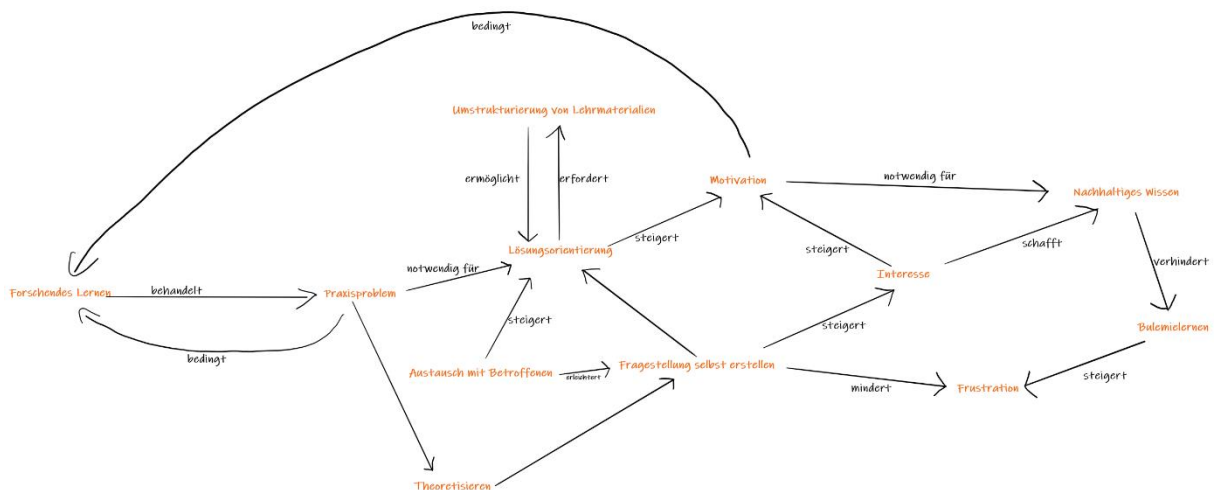 bedingt
Umstrukturierung von Lehrmaterialien
ermöglicht
erfordert
Motivation
notwendig für
Nachhaltiges Wissen
steigert
steigert
schafft
Lösungsorientierung
notwendig für
Interesse
verhindert
Forschendes Lernen
behandelt
Praxisproblem
steigert
steigert
Bulemielernen
bedingt
Austausch mit Betroffenen
erleichtert
Fragestellung selbst erstellen
mindert
Frustration
steigert
Theoretisieren